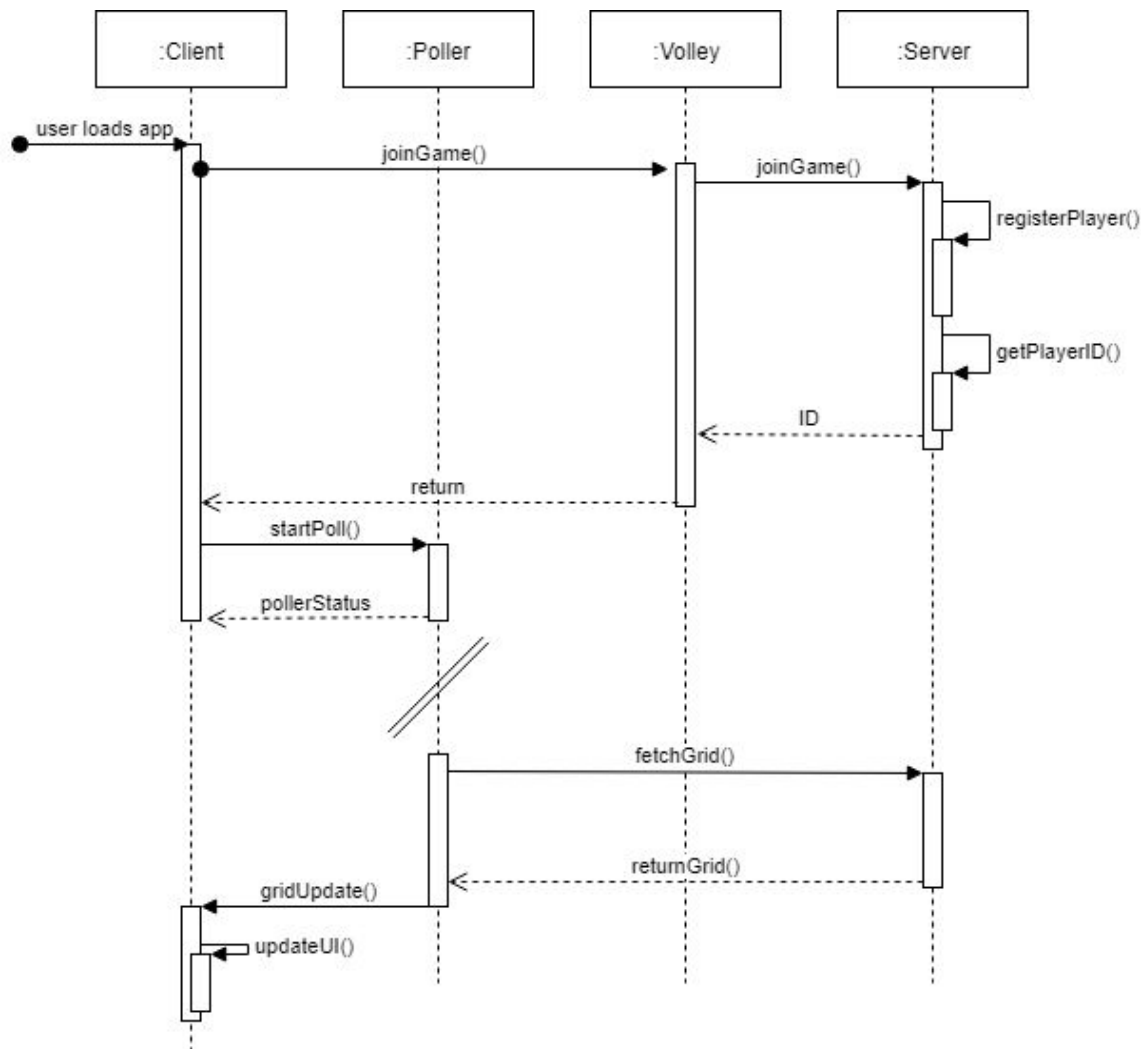 :Client
:Poller
:Volley
:Server
user loads app
joinGame()
joinGame()
registerPlayer()
getPlayerID()
ID
return
startPoll()
pollerStatus
fetchGrid()
returnGrid()
gridUpdate()
updateUI()